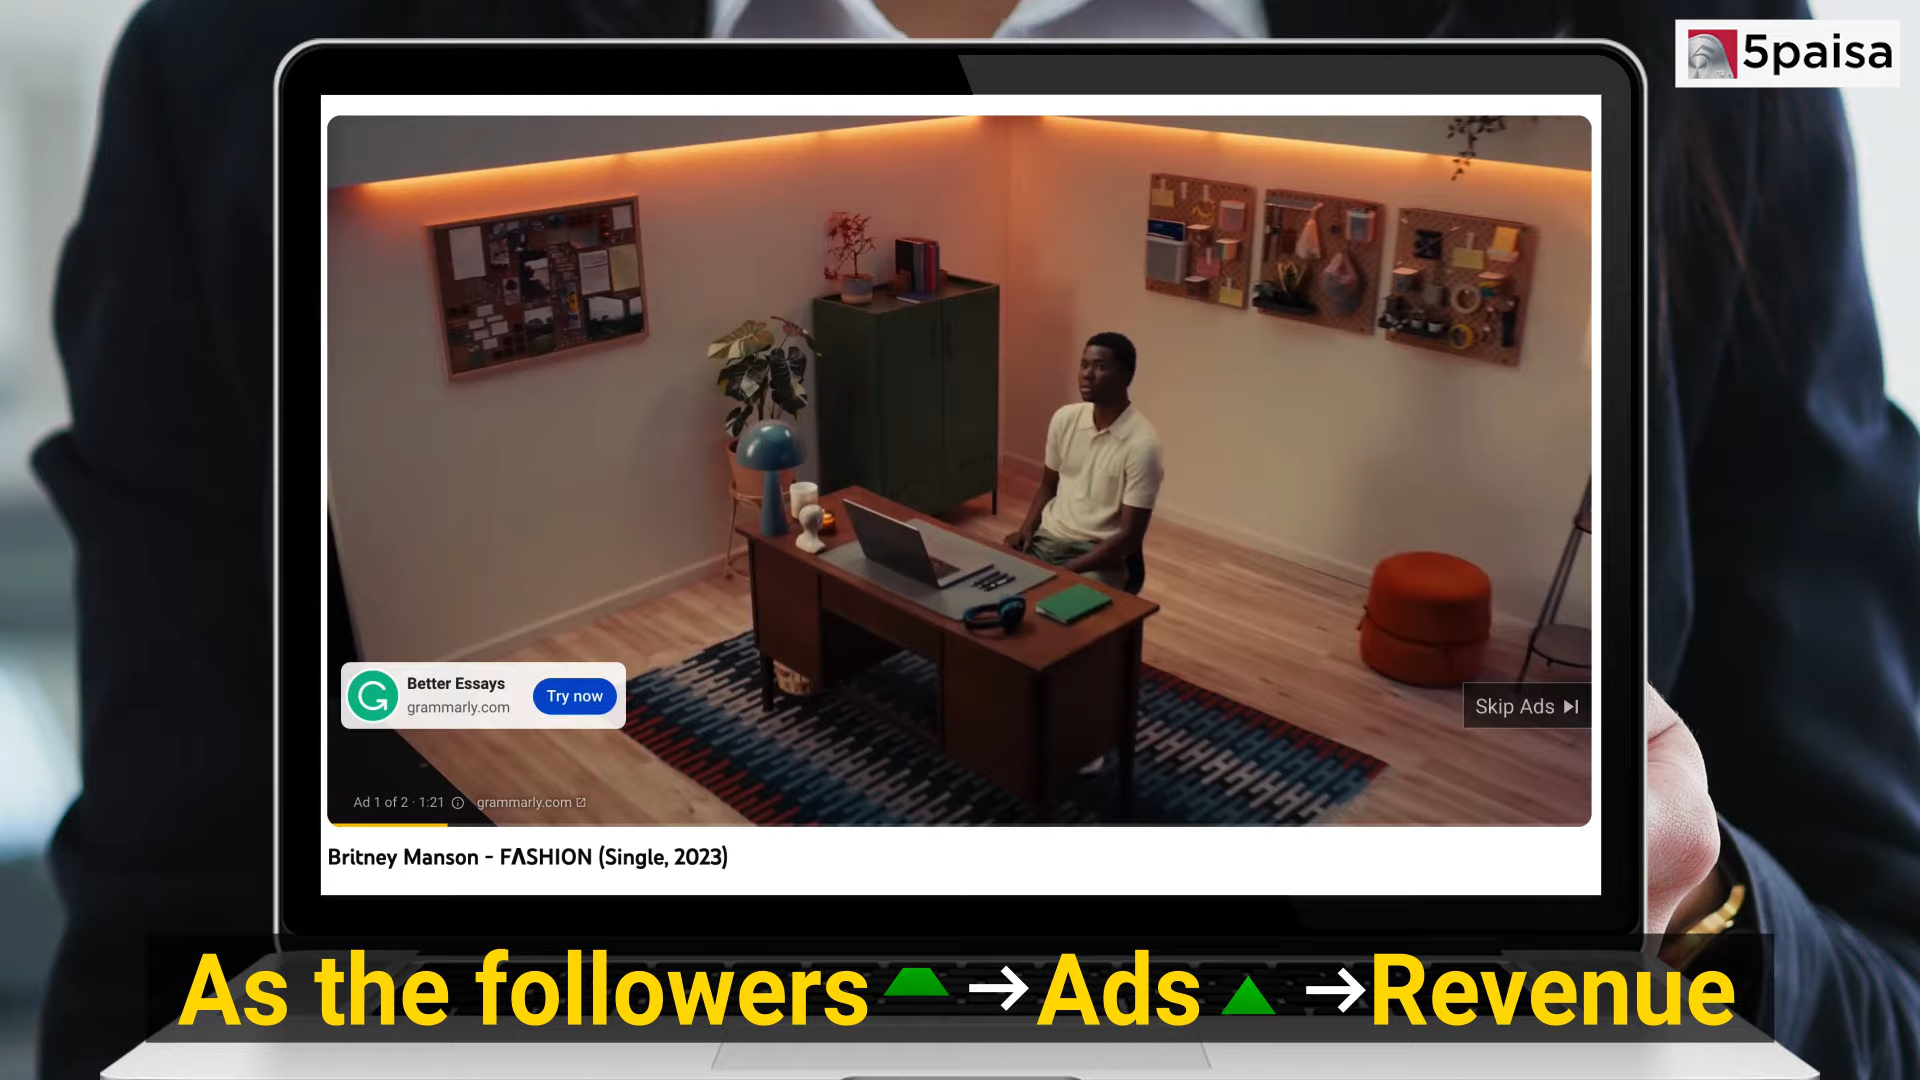 5paisa
Better Essays
grammarly.com
Try now
Skip Ads
Ad 1 of 2 · 1:21 grammarly.com
Britney Manson - FΛSHION (Single, 2023)
As the followers → Ads → Revenue